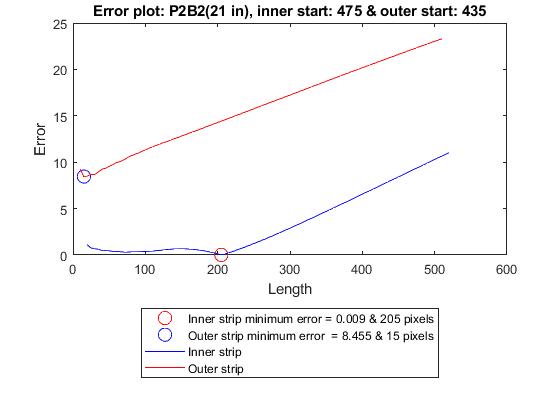 Error plot: P2B2(21 in), inner start: 475 & outer start: 435
25
20
15
10
5
0
Error
0 100 200 300 400 500 600
Length
Inner strip minimum error = 0.009 & 205 pixels
Outer strip minimum error = 8.455 & 15 pixels
Inner strip
Outer strip